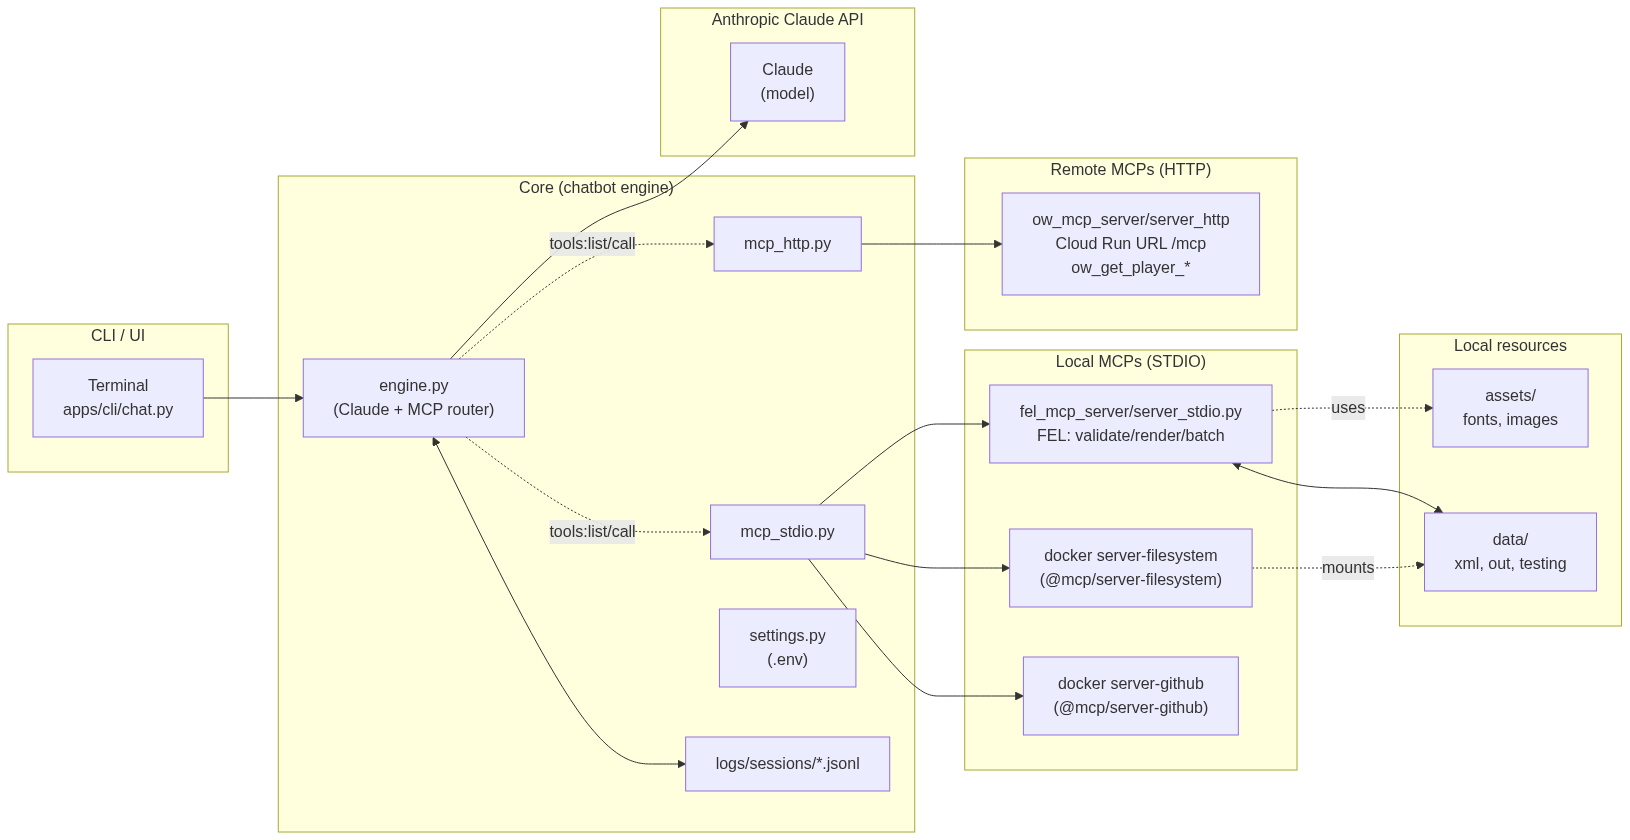 Anthropic Claude API
Claude
(model)
Core (chatbot engine)
tools:list/call
mcp_http.py
Remote MCPs (HTTP)
ow_mcp_server/server_http
Cloud Run URL /mcp
ow_get_player_*
CLI / UI
Terminal
apps/cli/chat.py
engine.py
(Claude + MCP router)
Local MCPs (STDIO)
fel_mcp_server/server_stdio.py
FEL: validate/render/batch
uses
Local resources
assets/
fonts, images
tools:list/call
mcp_stdio.py
docker server-filesystem
(@mcp/server-filesystem)
mounts
data/
xml, out, testing
settings.py
(.env)
docker server-github
(@mcp/server-github)
logs/sessions/*.jsonl